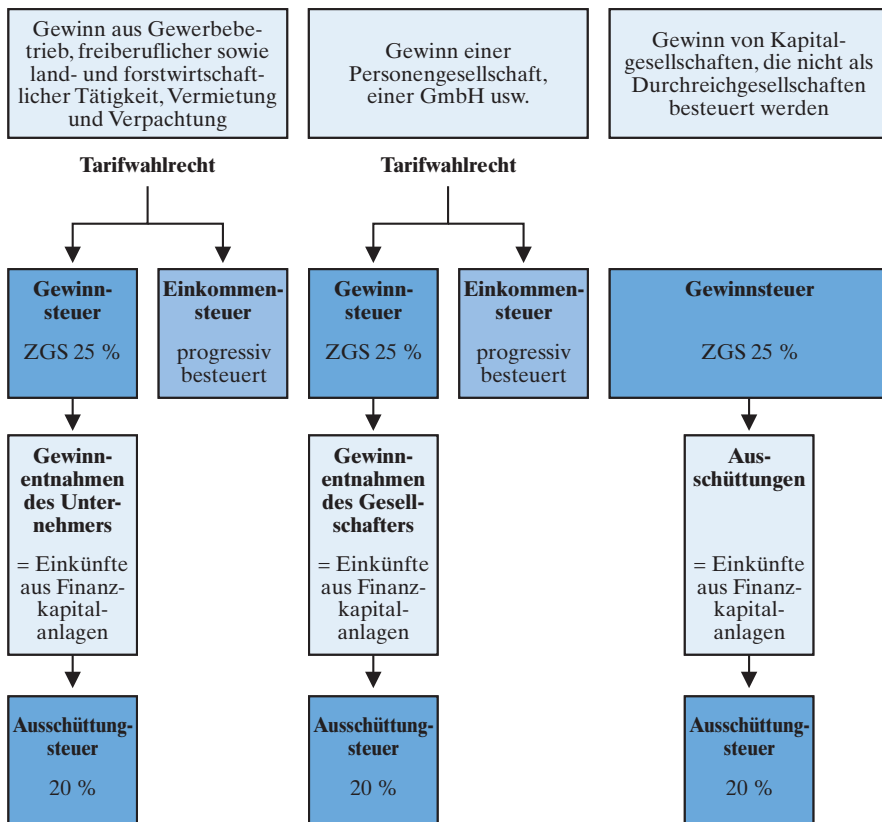 Gewinn aus Gewerbebe-
trieb, freiberuflicher sowie
land- und forstwirtschaft-
licher Tätigkeit, Vermietung
und Verpachtung
Gewinn einer
Personengesellschaft,
einer GmbH usw.
Gewinn von Kapital-
gesellschaften, die nicht als
Durchreichgesellschaften
besteuert werden
Tarifwahlrecht
Tarifwahlrecht
Gewinn-
steuer
ZGS 25 %
Einkommen-
steuer
progressiv
besteuert
Gewinn-
steuer
ZGS 25 %
Einkommen-
steuer
progressiv
besteuert
Gewinnsteuer
ZGS 25 %
Gewinn-
entnahmen
des Unter-
nehmers
= Einkünfte
aus Finanz-
kapital-
anlagen
Gewinn-
entnahmen
des Gesell-
schafters
= Einkünfte
aus Finanz-
kapital-
anlagen
Aus-
schüttungen
= Einkünfte
aus Finanz-
kapital-
anlagen
Ausschüttung-
steuer
20 %
Ausschüttung-
steuer
20 %
Ausschüttung-
steuer
20 %